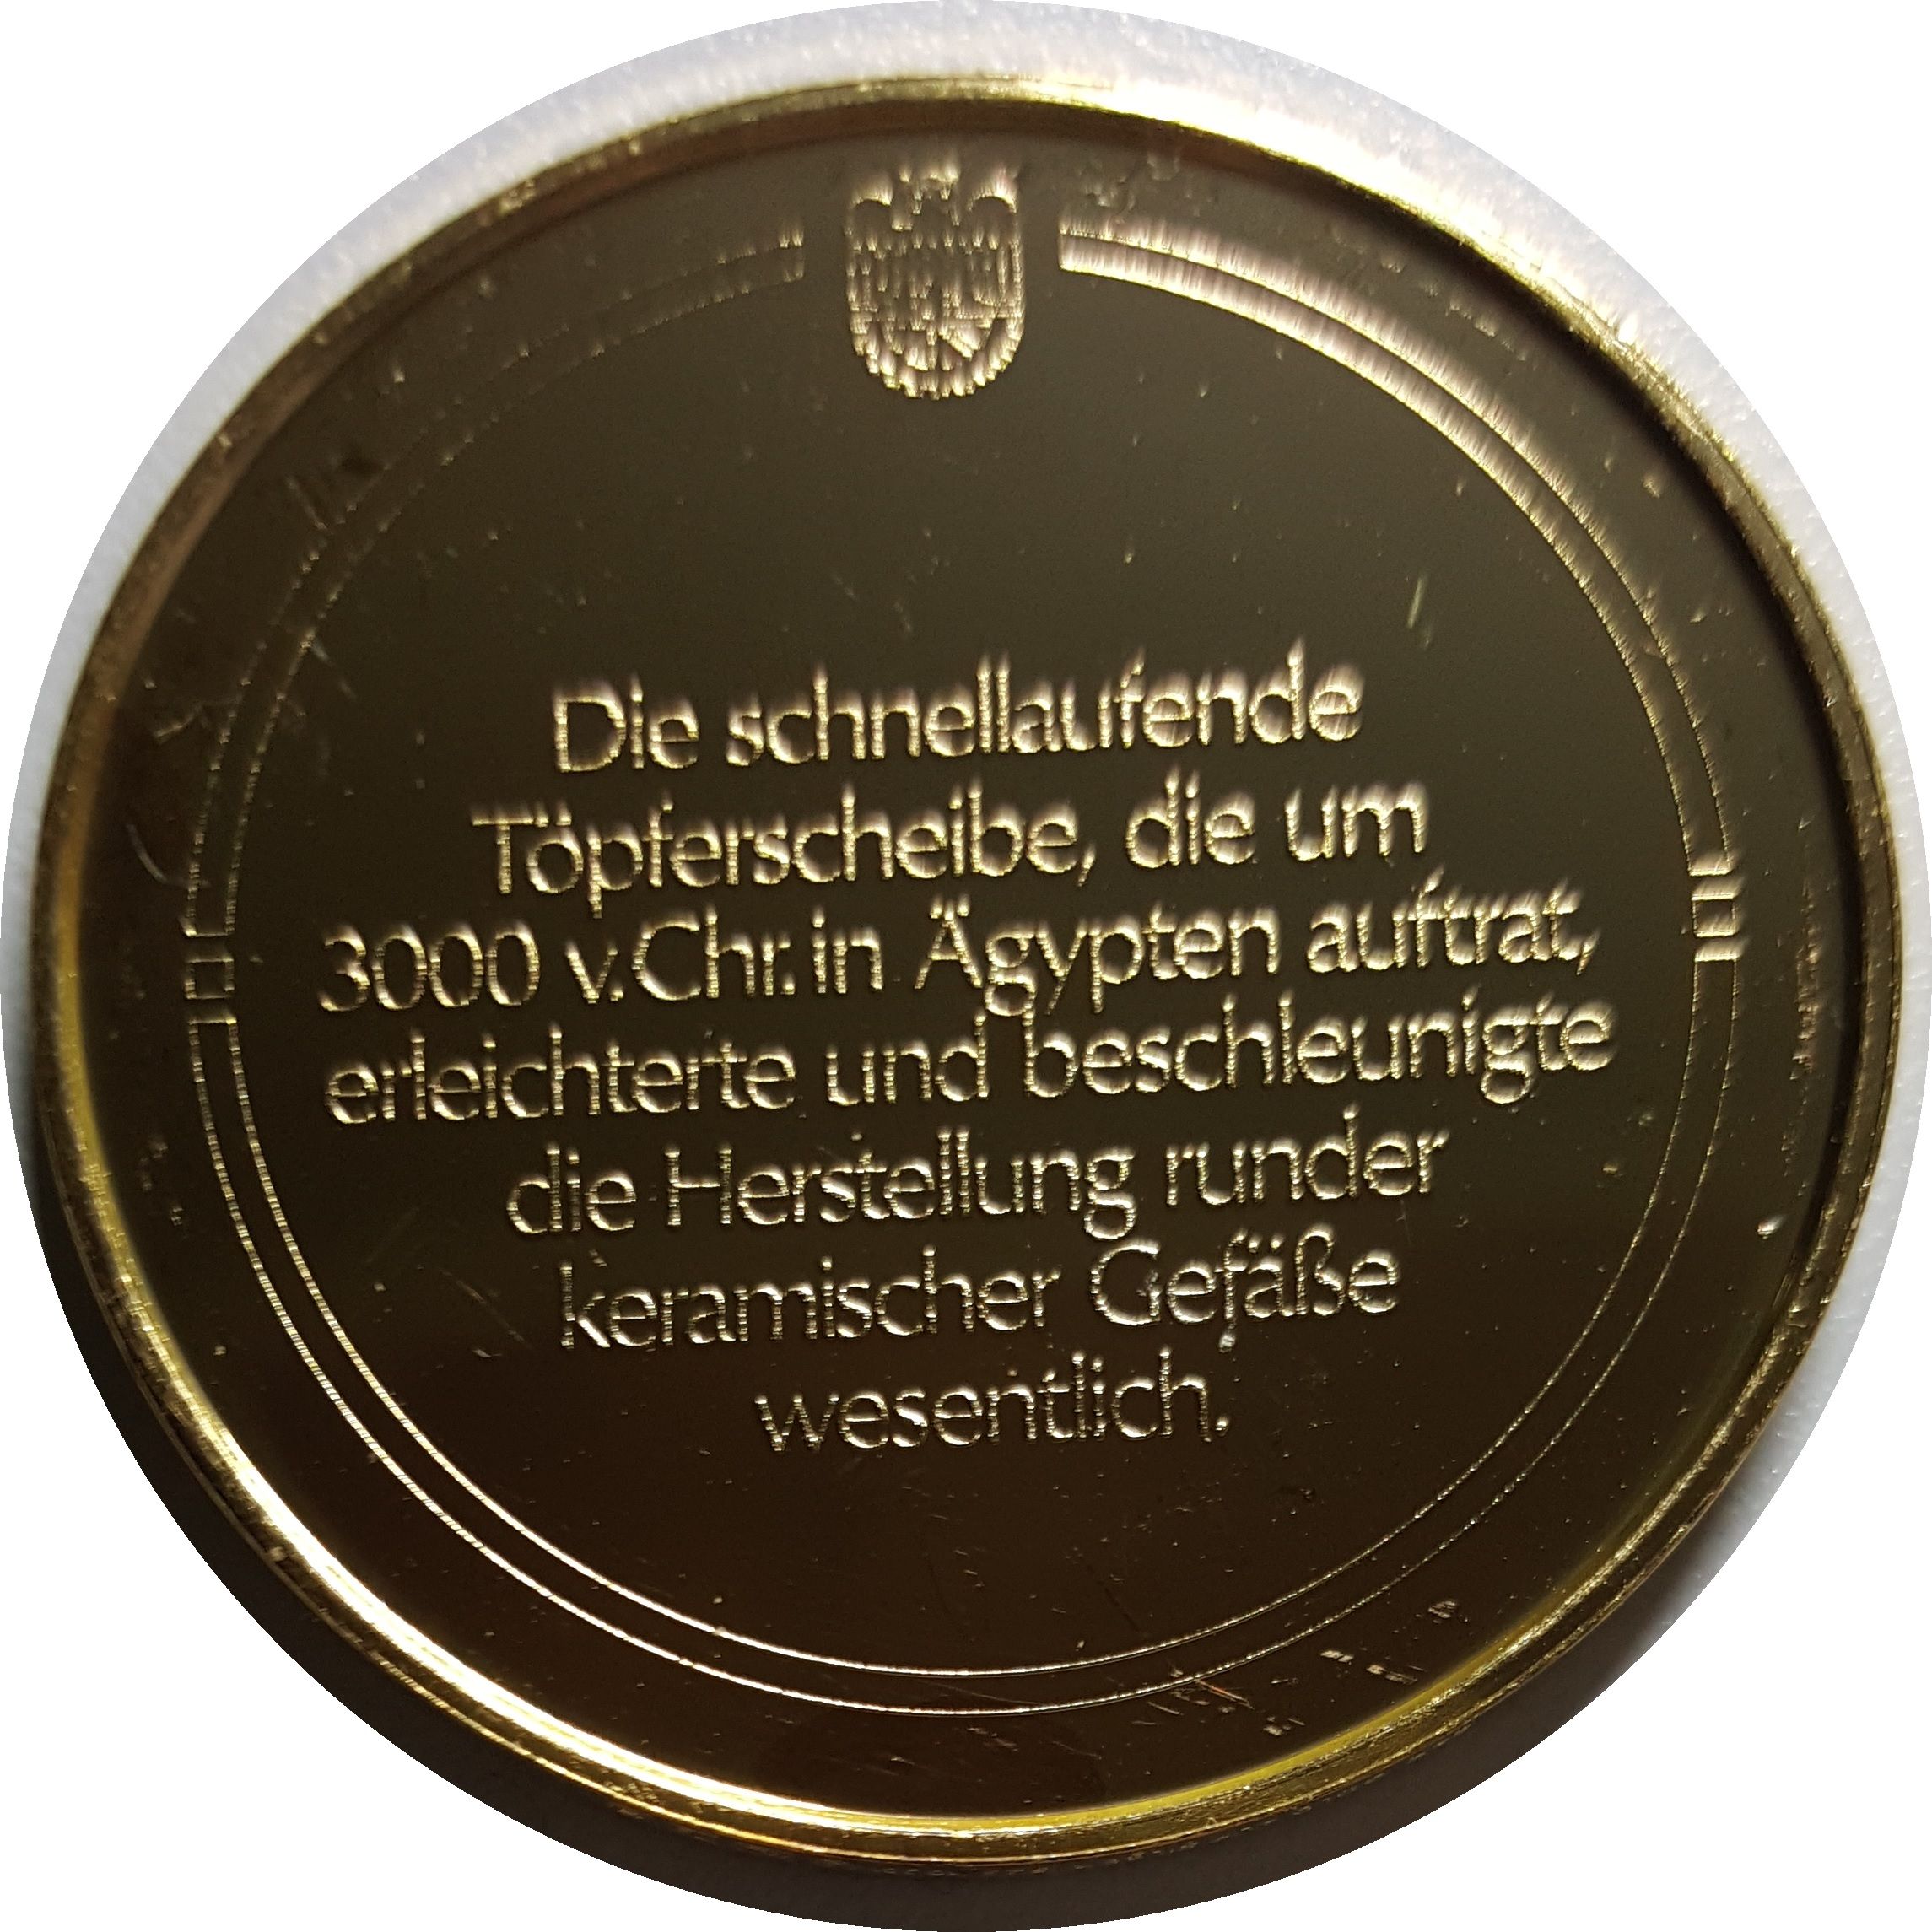 Die schnellaufende
Töpferscheibe, die um
3000 v.Chr. in Ägypten auftrat,
erleichterte und beschleunigte
die Herstellung runder
keramischer Gefäße
wesentlich.